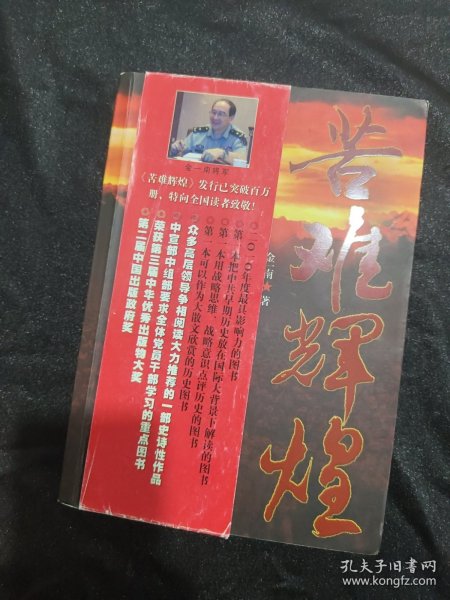 苦难辉煌
金一南★著
金一南将军
《苦难辉煌》发行已突破百万
册、特向全国读者致敬!
二〇一〇年度最具影响力的图书
第一本把中共早期历史放在国际大背景下解读的图书
第一本用战略思维、战略意识点评历史的图书
第一本可以作为大散文欣赏的历史图书
众多高层领导争相阅读大力推荐的一部史诗性作品
中宣部中组部要求全体党员干部学习的重点图书
荣获第三届中华优秀出版物大奖
第二届中国出版政府奖
孔夫子旧书网
www.kongfz.com